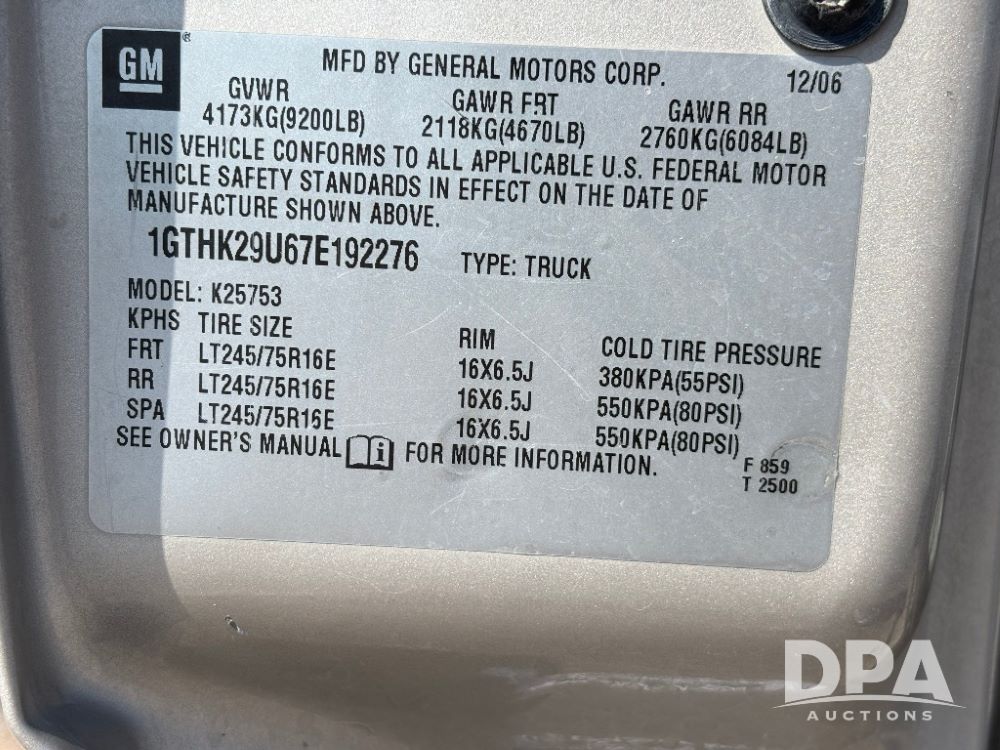 GM ®
MFD BY GENERAL MOTORS CORP. 12/06
GVWR GAWR FRT GAWR RR
4173KG(9200LB) 2118KG(4670LB) 2760KG(6084LB)
THIS VEHICLE CONFORMS TO ALL APPLICABLE U.S. FEDERAL MOTOR
VEHICLE SAFETY STANDARDS IN EFFECT ON THE DATE OF
MANUFACTURE SHOWN ABOVE.
1GTHK29U67E192276 TYPE: TRUCK
MODEL: K25753
KPHS TIRE SIZE RIM COLD TIRE PRESSURE
FRT LT245/75R16E 16X6.5J 380KPA(55PSI)
RR LT245/75R16E 16X6.5J 550KPA(80PSI)
SPA LT245/75R16E 16X6.5J 550KPA(80PSI)
SEE OWNER'S MANUAL i FOR MORE INFORMATION.
F 859
T 2500
DPA
AUCTIONS